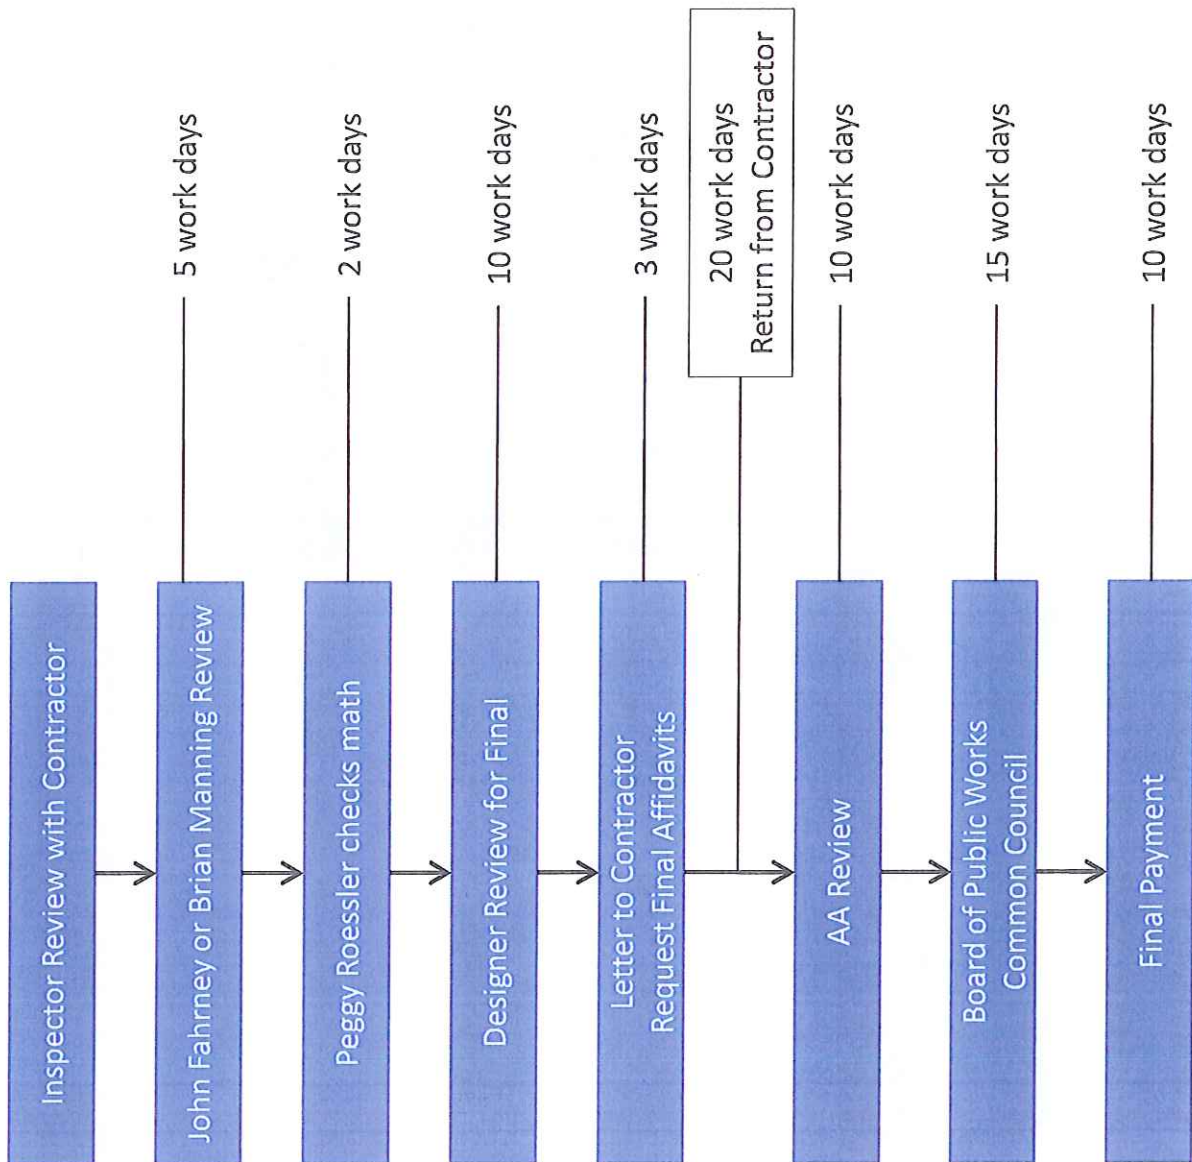 Inspector Review with Contractor
John Fahrney or Brian Manning Review
5 work days
Peggy Roessler checks math
2 work days
Designer Review for Final
10 work days
Letter to Contractor
Request Final Affidavits
3 work days
20 work days
Return from Contractor
AA Review
10 work days
Board of Public Works
Common Council
15 work days
Final Payment
10 work days